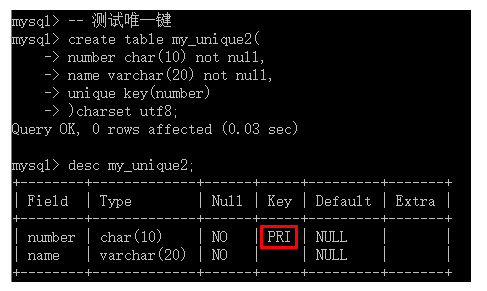 mysql> -- 测试唯一键
mysql> create table my_unique2(
    -> number char(10) not null,
    -> name varchar(20) not null,
    -> unique key(number)
    -> )charset utf8;
Query OK, 0 rows affected (0.03 sec)
mysql> desc my_unique2;
+--------+-------------+------+-----+---------+-------+
| Field  | Type        | Null | Key | Default | Extra |
+--------+-------------+------+-----+---------+-------+
| number | char(10)    | NO   | PRI | NULL    |       |
| name   | varchar(20) | NO   |     | NULL    |       |
+--------+-------------+------+-----+---------+-------+